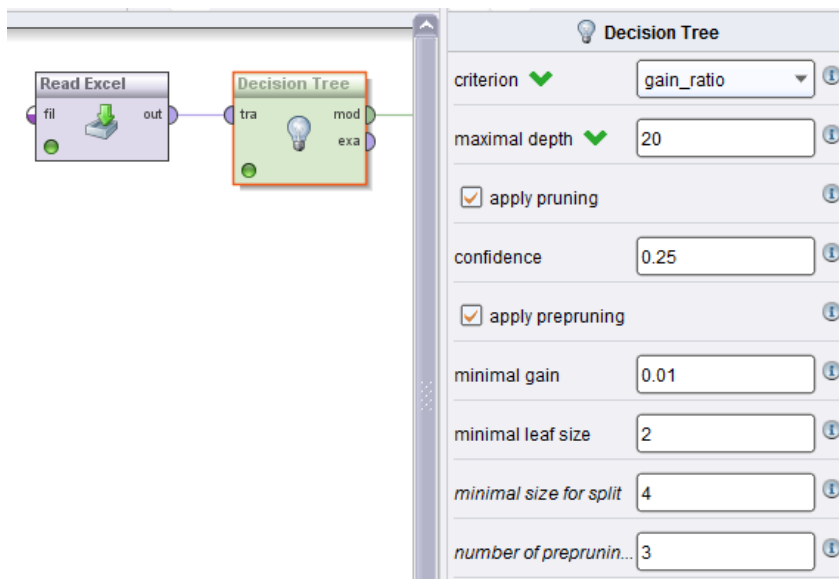 Read Excel
fil
out
Decision Tree
tra
mod
exa
Decision Tree
criterion
gain_ratio
maximal depth
20
apply pruning
confidence
0.25
apply prepruning
minimal gain
0.01
minimal leaf size
2
minimal size for split
4
number of preprunin...
3